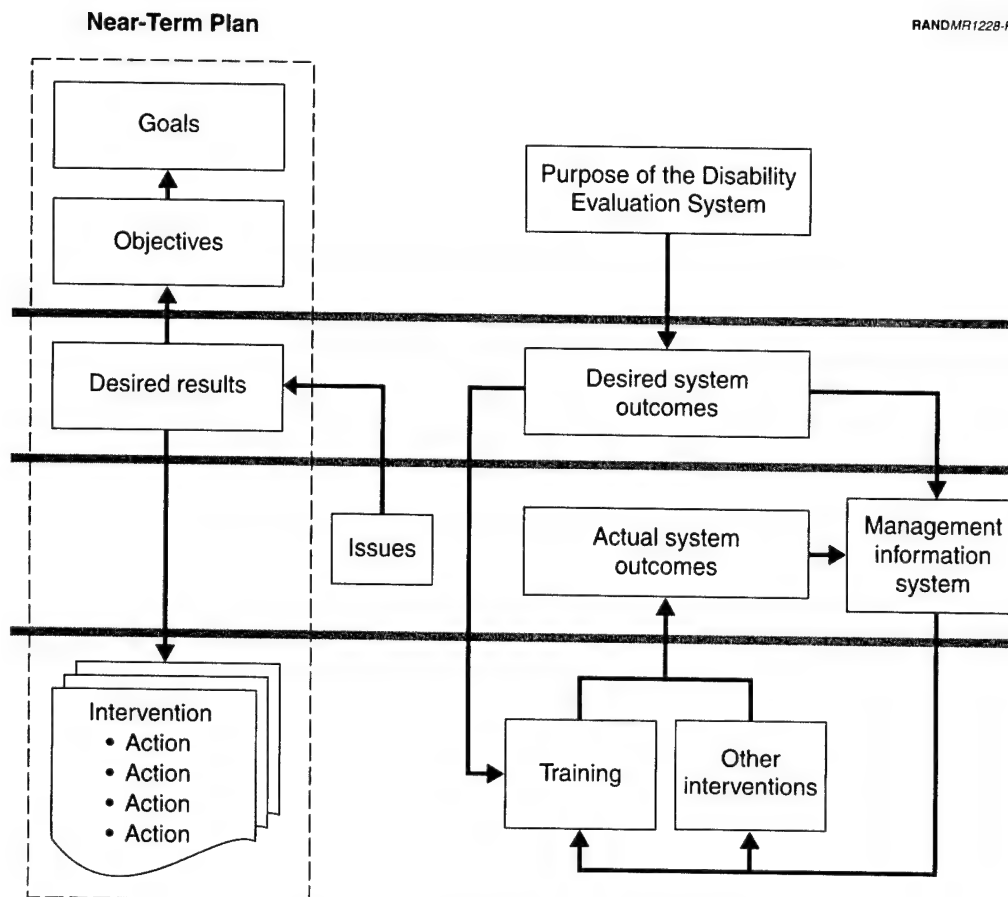 Near-Term Plan
RANDMR1228-
Goals
Objectives
Desired results
Issues
Intervention
• Action
• Action
• Action
• Action
Purpose of the Disability
Evaluation System
Desired system
outcomes
Actual system
outcomes
Management
information
system
Training
Other
interventions